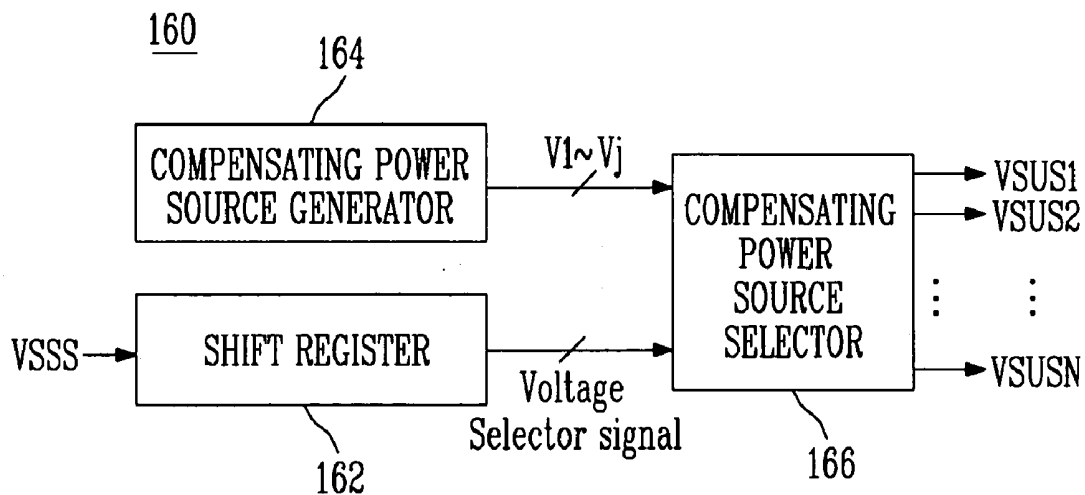 160
164
COMPENSATING POWER
SOURCE GENERATOR
V1~Vj
COMPENSATING
POWER
SOURCE
SELECTOR
VSUS1
VSUS2
VSUSN
VSSS
SHIFT REGISTER
Voltage
Selector signal
162
166